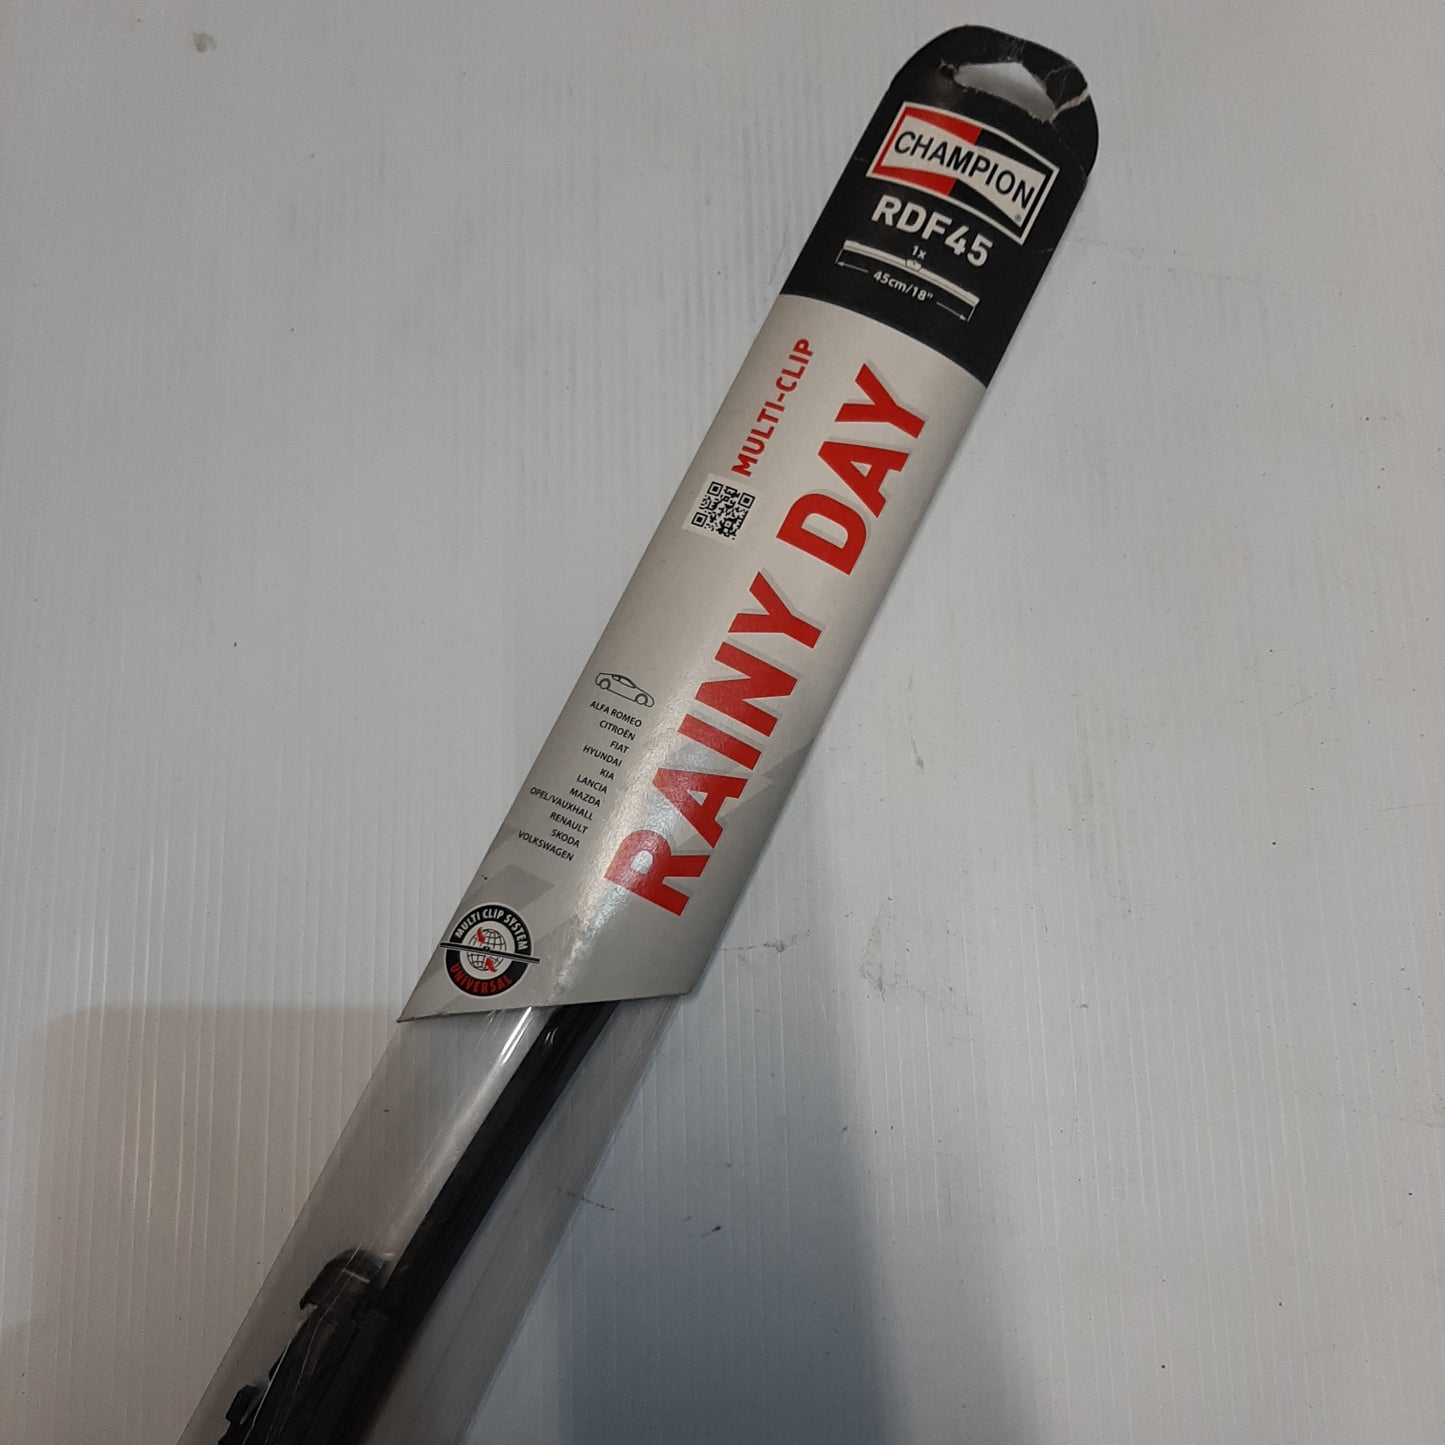 CHAMPION
®
RDF45
1x
45cm/18"
MULTI-CLIP
RAINY DAY
ALFA ROMEO
CITROËN
FIAT
HYUNDAI
KIA
LANCIA
MAZDA
OPEL/VAUXHALL
RENAULT
SKODA
VOLKSWAGEN
MULTI CLIP SYSTEM
UNIVERSAL